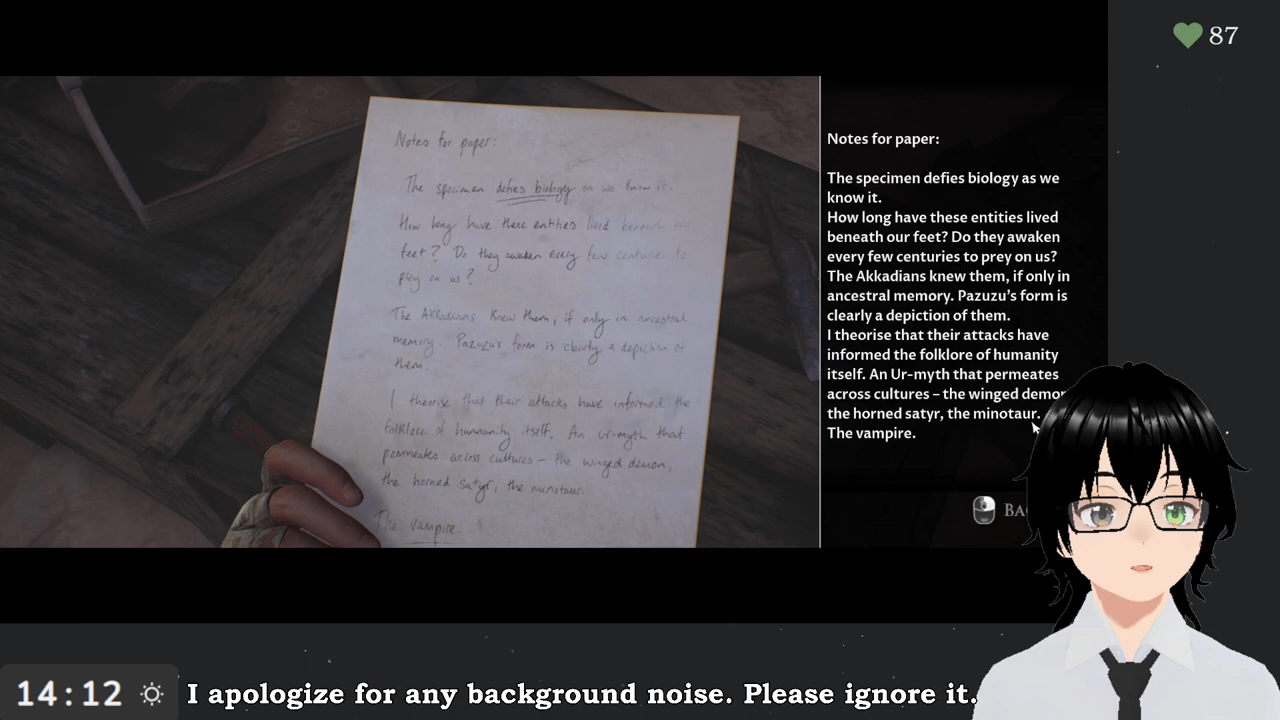 87
Notes for paper:
The specimen defies biology as we know it.
How long have these entities lived beneath our
feet? Do they awaken every few centuries to
prey on us?
The Akkadians knew them, if only in ancestral
memory. Pazuzu's form is clearly a depiction of
them.
I theorise that their attacks have informed the
folklore of humanity itself. An ur-myth that
permeates across cultures – the winged demon,
the horned satyr, the minotaur.
The vampire.
Notes for paper:
The specimen defies biology as we
know it.
How long have these entities lived
beneath our feet? Do they awaken
every few centuries to prey on us?
The Akkadians knew them, if only in
ancestral memory. Pazuzu's form is
clearly a depiction of them.
I theorise that their attacks have
informed the folklore of humanity
itself. An Ur-myth that permeates
across cultures – the winged demon
the horned satyr, the minotaur.
The vampire.
14:12
I apologize for any background noise. Please ignore it.